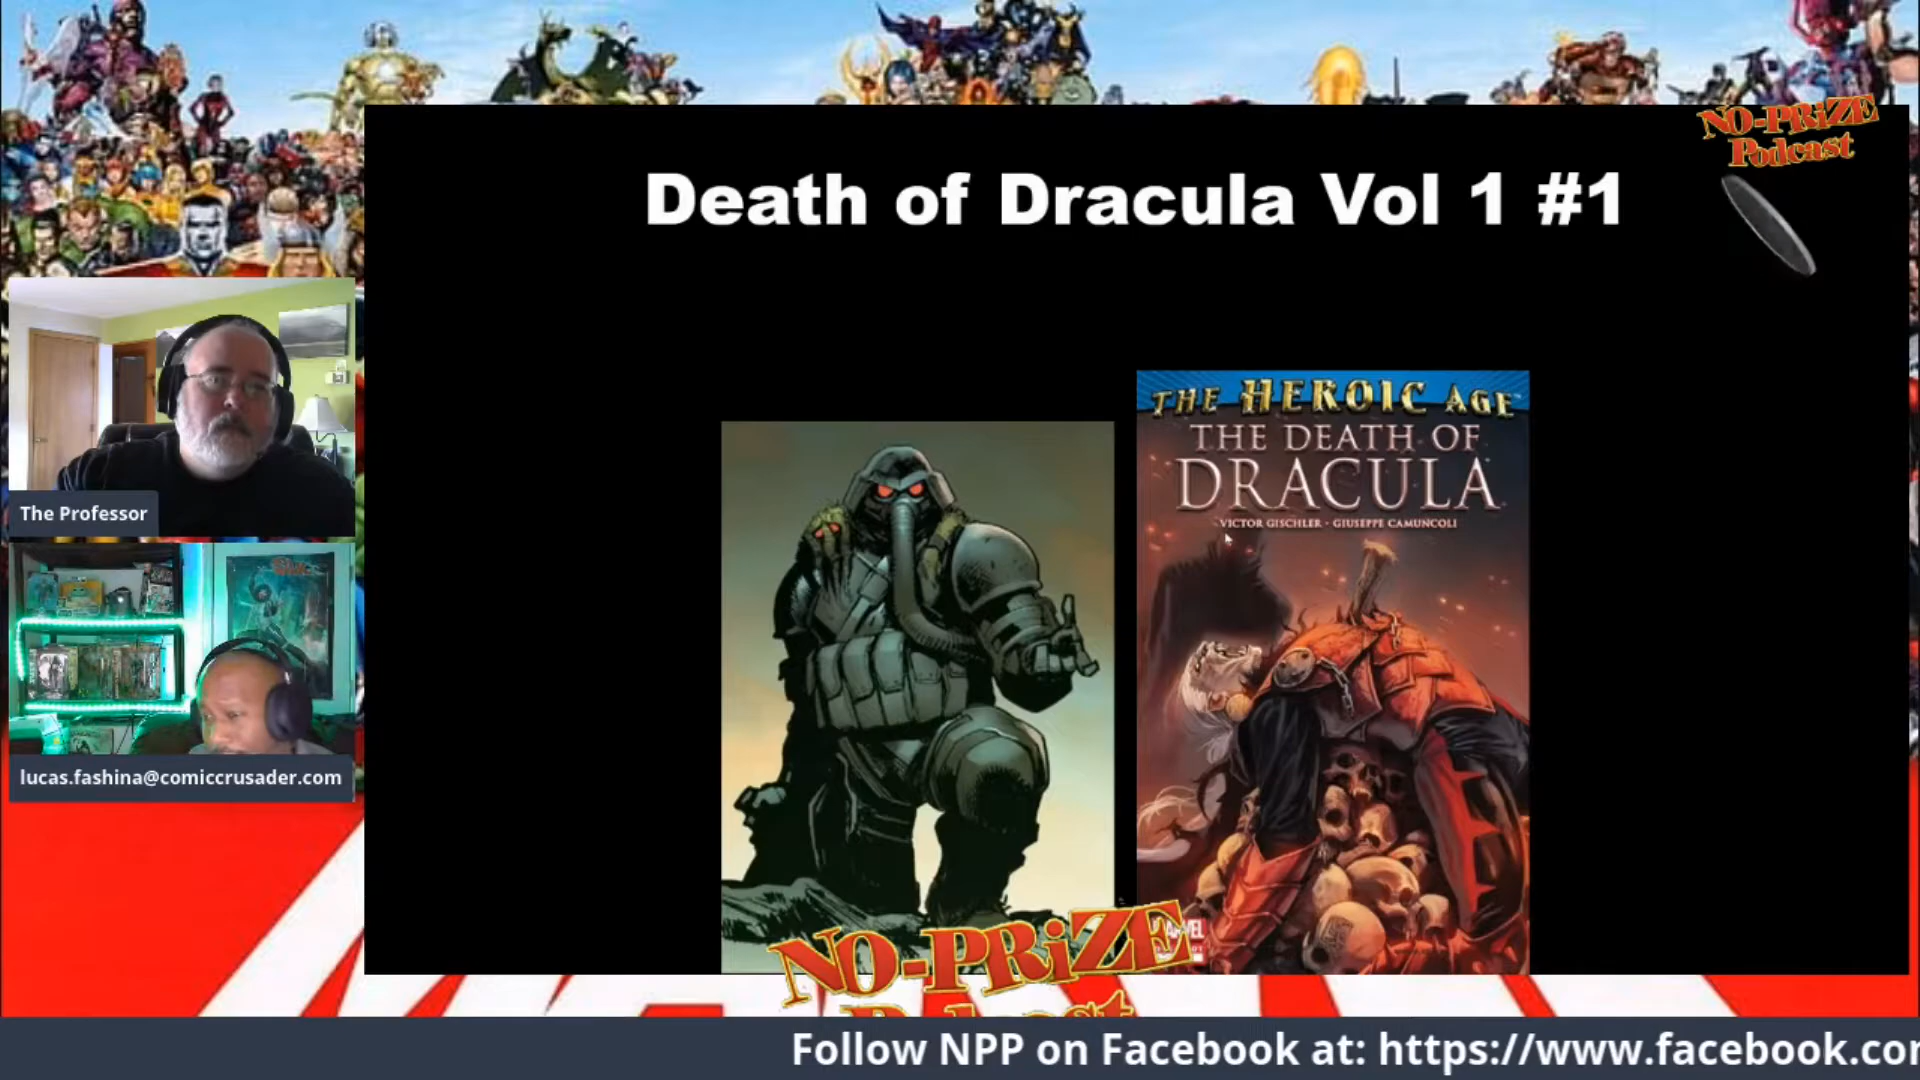 NO-PRiZE
Podcast
Death of Dracula Vol 1 #1
THE HEROIC AGE
THE DEATH OF
DRACULA
VICTOR GISCHLER · GIUSEPPE CAMUNCOLI
The Professor
lucas.fashina@comiccrusader.com
NO-PRiZE
Podcast
Follow NPP on Facebook at: https://www.facebook.co